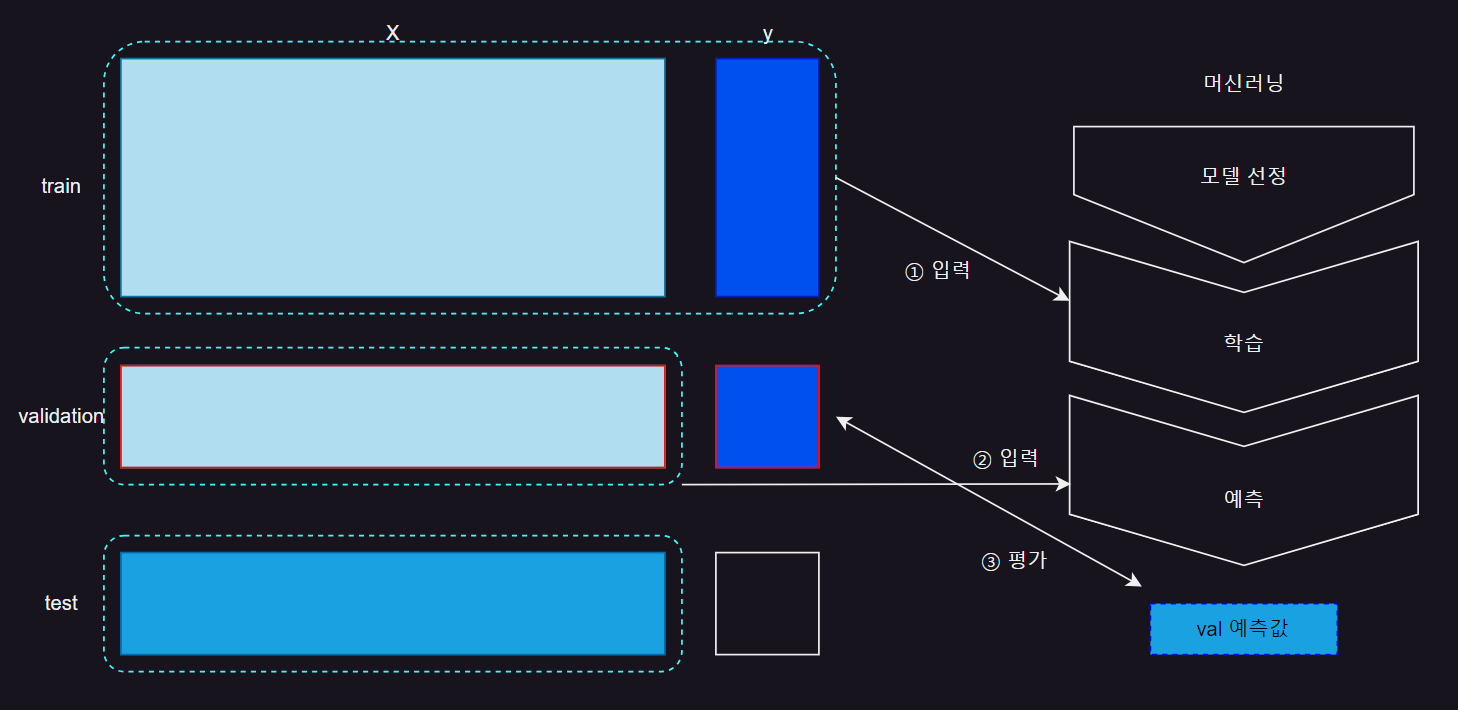 X
y
머신러닝
train
모델 선정
① 입력
학습
validation
② 입력
예측
③ 평가
test
val 예측값